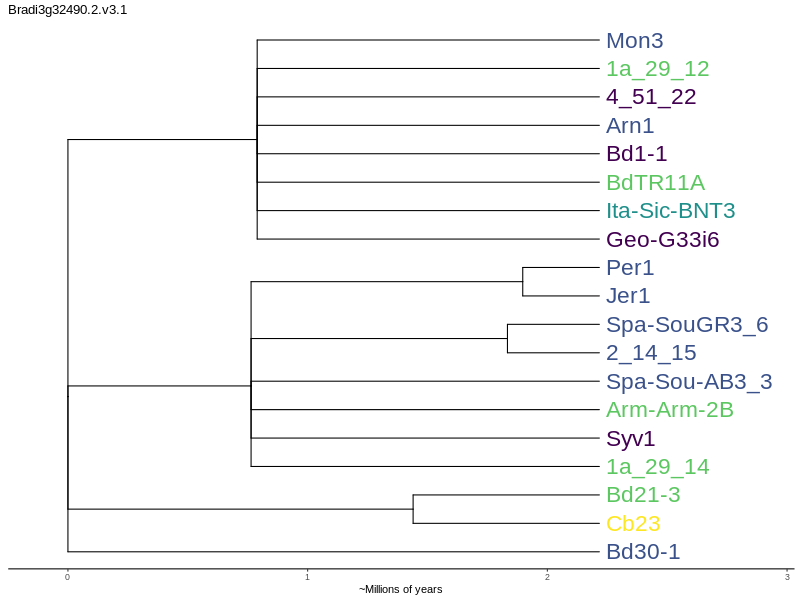 Bradi3g32490.2.v3.1
Mon3
1a_29_12
4_51_22
Arn1
Bd1-1
BdTR11A
Ita-Sic-BNT3
Geo-G33i6
Per1
Jer1
Spa-SouGR3_6
2_14_15
Spa-Sou-AB3_3
Arm-Arm-2B
Syv1
1a_29_14
Bd21-3
Cb23
Bd30-1
0 1 2 3
~Millions of years